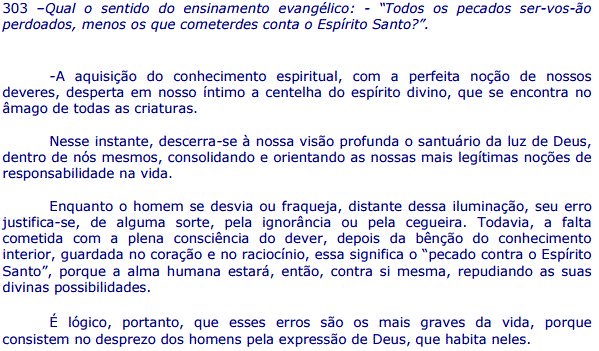 303 –Qual o sentido do ensinamento evangélico: - “Todos os pecados ser-vos-ão
perdoados, menos os que cometerdes conta o Espírito Santo?”.
-A aquisição do conhecimento espiritual, com a perfeita noção de nossos
deveres, desperta em nosso íntimo a centelha do espírito divino, que se encontra no
âmago de todas as criaturas.
Nesse instante, descerra-se à nossa visão profunda o santuário da luz de Deus,
dentro de nós mesmos, consolidando e orientando as nossas mais legítimas noções de
responsabilidade na vida.
Enquanto o homem se desvia ou fraqueja, distante dessa iluminação, seu erro
justifica-se, de alguma sorte, pela ignorância ou pela cegueira. Todavia, a falta
cometida com a plena consciência do dever, depois da bênção do conhecimento
interior, guardada no coração e no raciocínio, essa significa o “pecado contra o Espírito
Santo”, porque a alma humana estará, então, contra si mesma, repudiando as suas
divinas possibilidades.
É lógico, portanto, que esses erros são os mais graves da vida, porque
consistem no desprezo dos homens pela expressão de Deus, que habita neles.